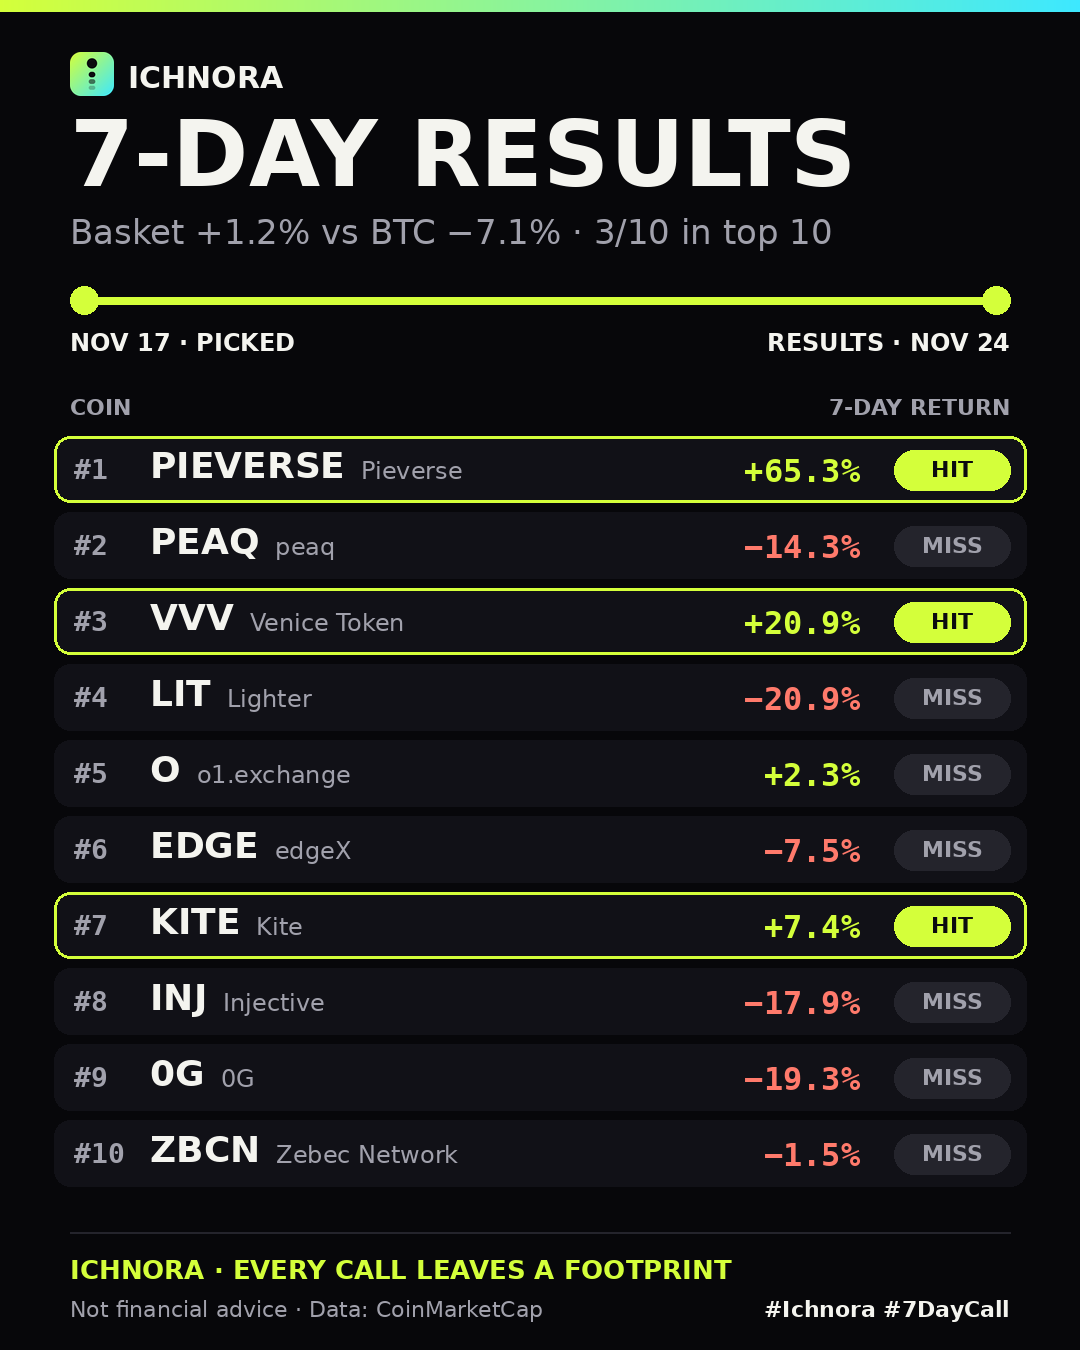 ICHNORA
7-DAY RESULTS
Basket +1.2% vs BTC −7.1% · 3/10 in top 10
NOV 17 · PICKED RESULTS · NOV 24
COIN 7-DAY RETURN
#1 PIEVERSE Pieverse +65.3% HIT
#2 PEAQ peaq −14.3% MISS
#3 VVV Venice Token +20.9% HIT
#4 LIT Lighter −20.9% MISS
#5 O o1.exchange +2.3% MISS
#6 EDGE edgeX −7.5% MISS
#7 KITE Kite +7.4% HIT
#8 INJ Injective −17.9% MISS
#9 0G 0G −19.3% MISS
#10 ZBCN Zebec Network −1.5% MISS
ICHNORA · EVERY CALL LEAVES A FOOTPRINT
Not financial advice · Data: CoinMarketCap #Ichnora #7DayCall